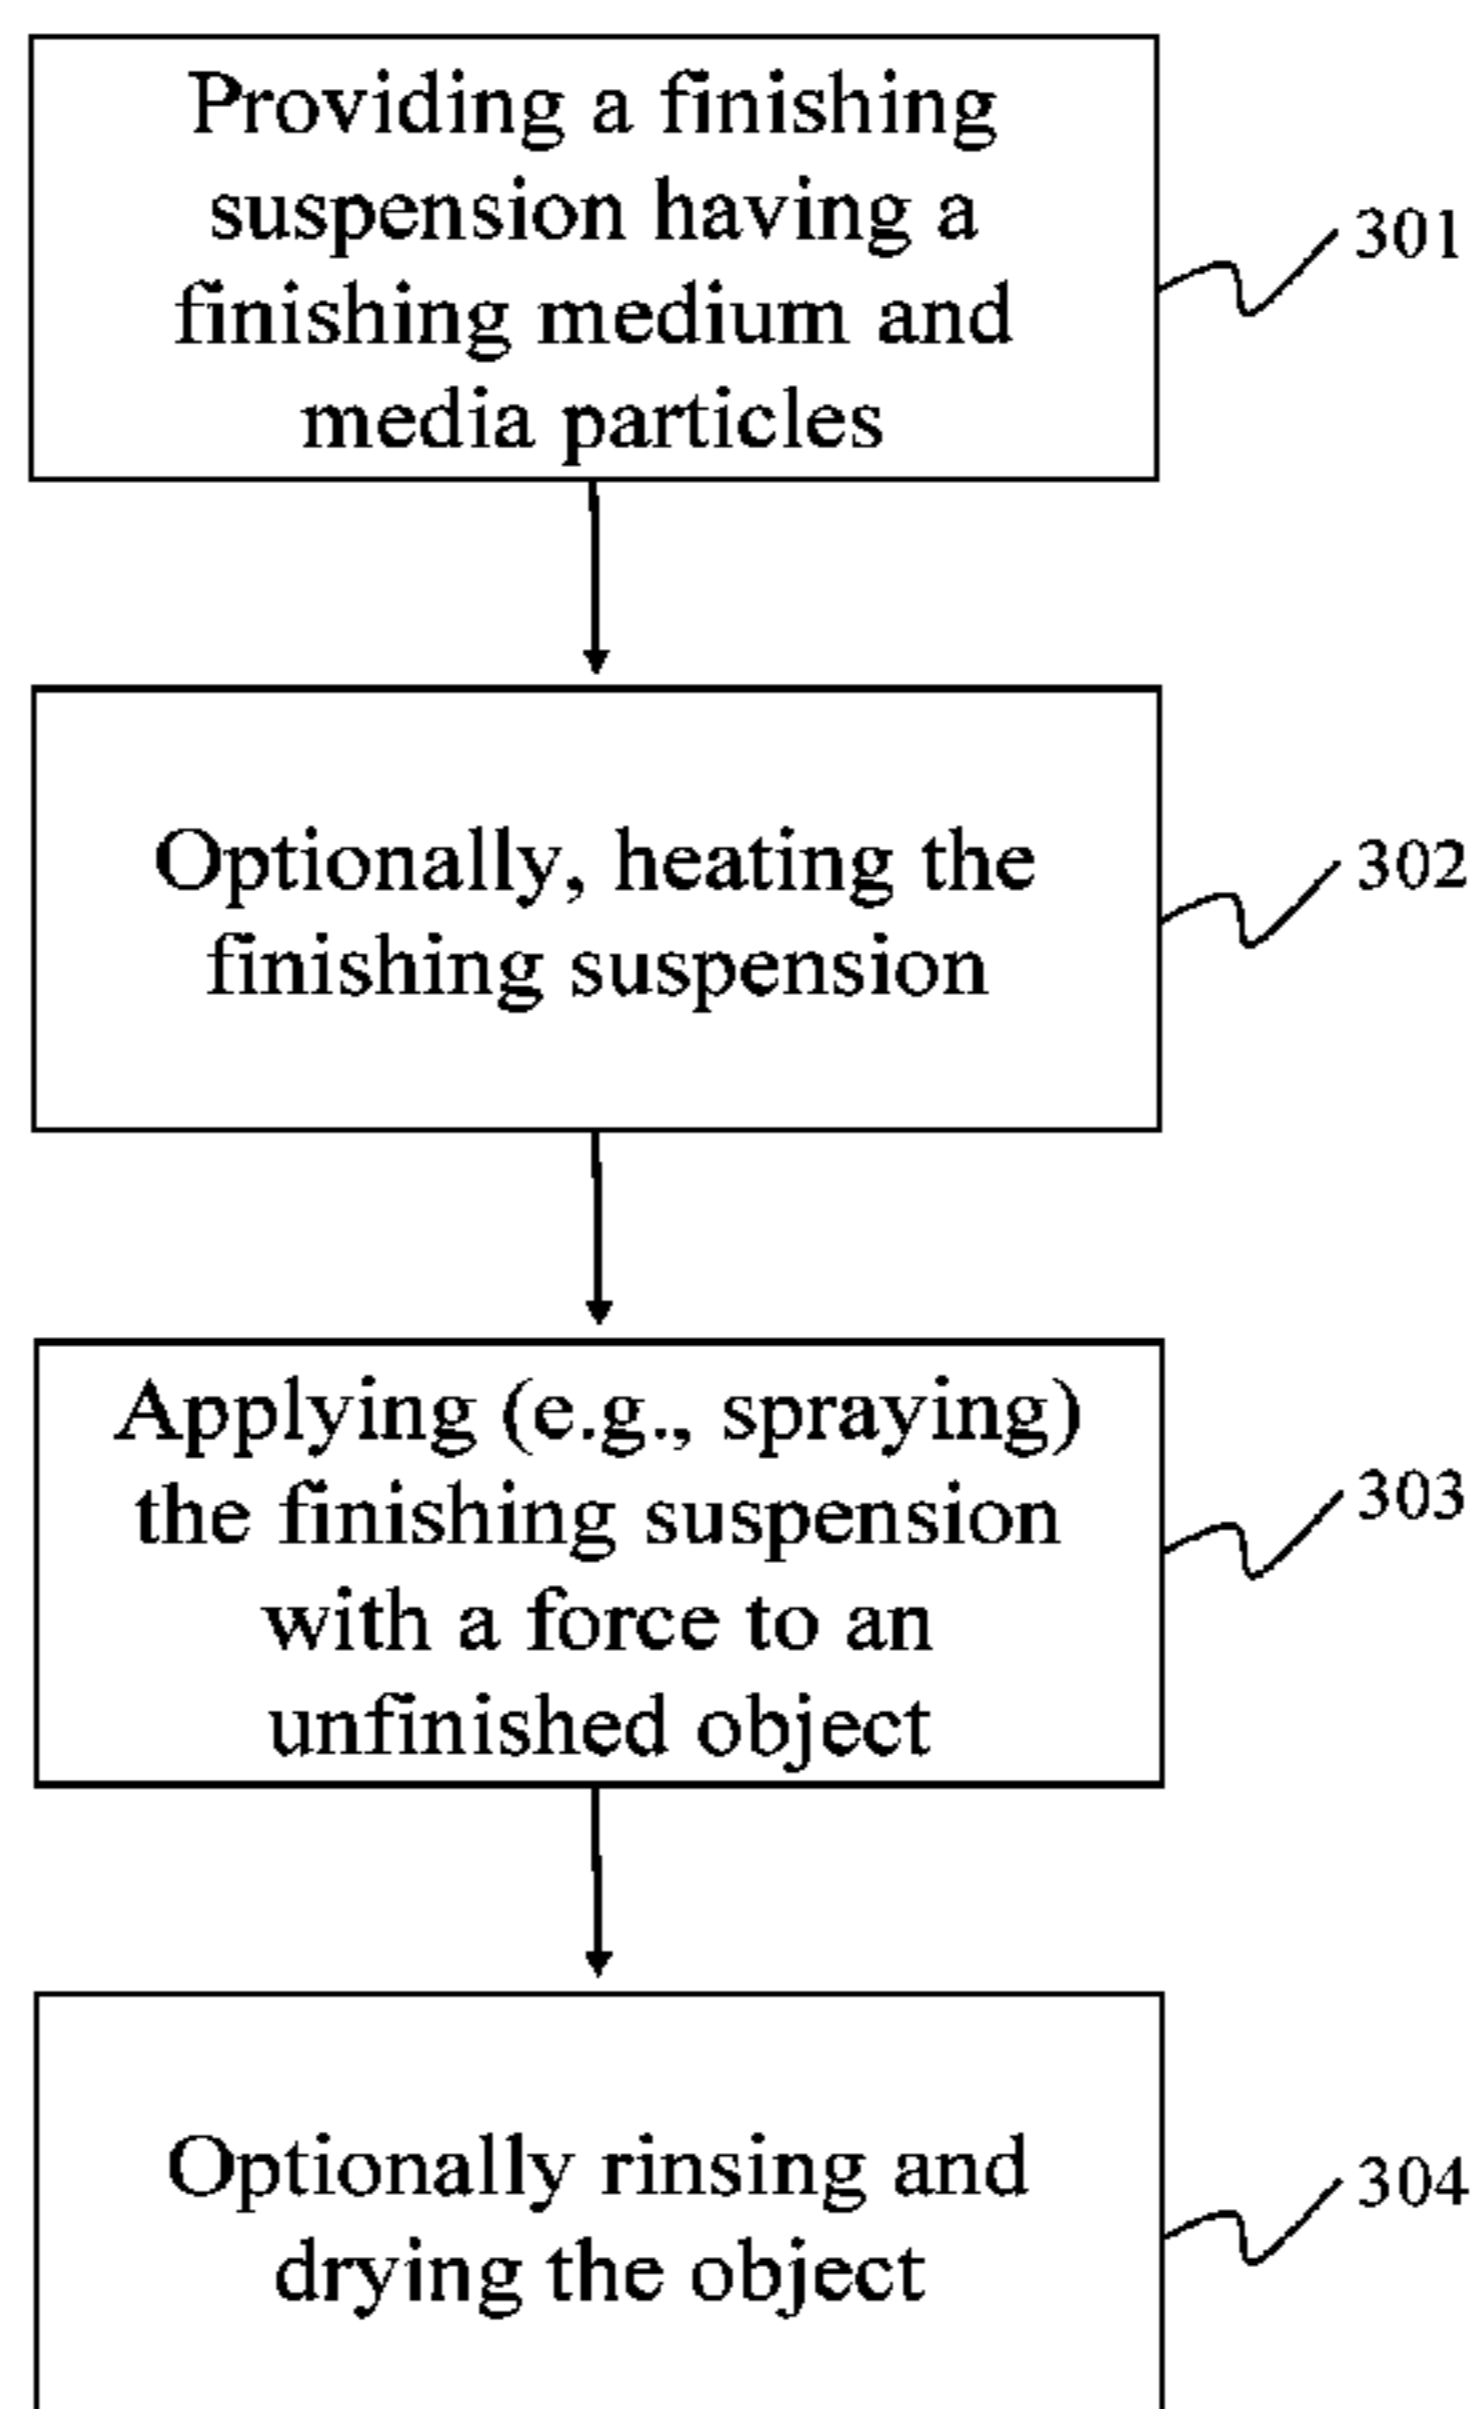 Providing a finishing
suspension having a
finishing medium and
media particles
301
Optionally, heating the
finishing suspension
302
Applying (e.g., spraying)
the finishing suspension
with a force to an
unfinished object
303
Optionally rinsing and
drying the object
304